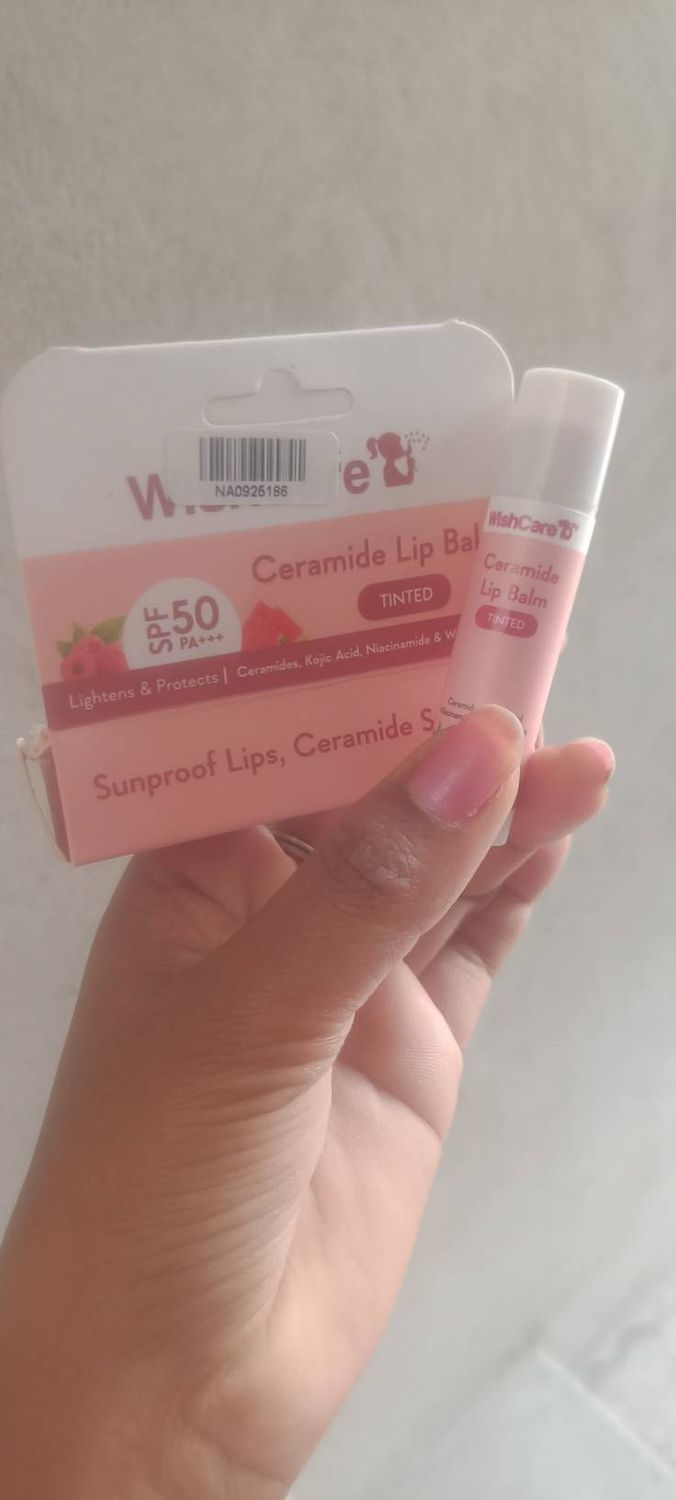 NA0925186
Ceramide Lip Bal
TINTED
SPF 50
PA+++
Lightens & Protects | Ceramides, Kojic Acid, Niacinamide & W
Sunproof Lips, Ceramide S
WishCare
Ceramide
Lip Balm
TINTED